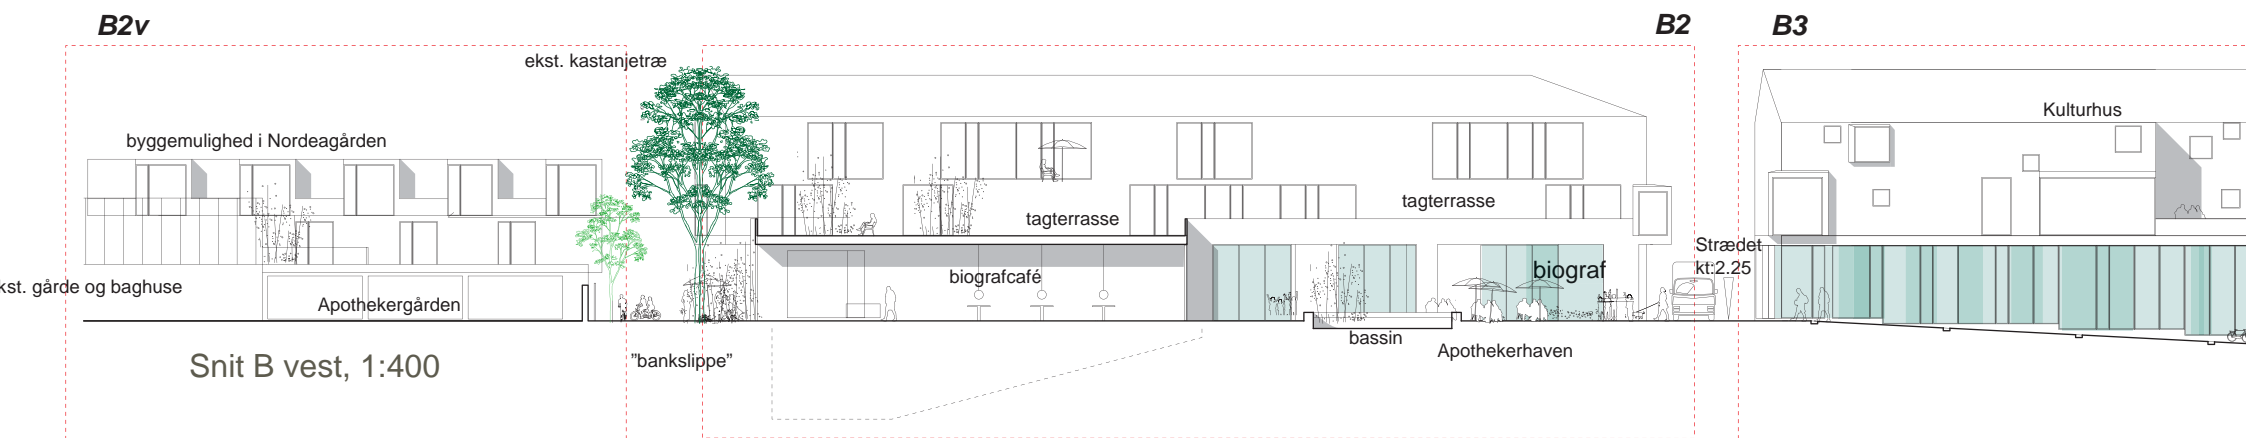 B2v
B2
B3
ekst. kastanjetræ
byggemulighed i Nordeagården
Kulturhus
tagterrasse
tagterrasse
Strædet
kt:2.25
biograf
biografcafé
kst. gårde og baghuse
Apothekergården
bassin
Apothekerhaven
"bankslippe"
Snit B vest, 1:400